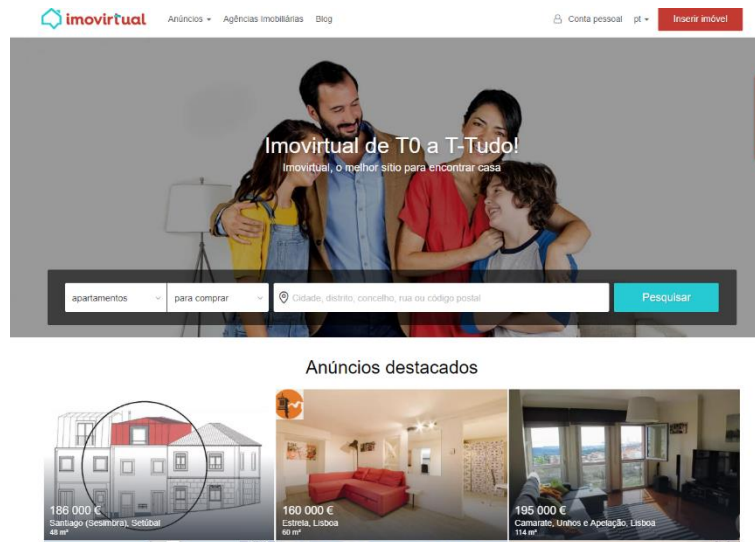 imovirtual
Anúncios
Agências Imobiliárias
Blog
Conta pessoal
pt
Inserir imóvel
Imovirtual de T0 a T-Tudo!
Imovirtual, o melhor sitio para encontrar casa
apartamentos
para comprar
Cidade, distrito, concelho, rua ou código postal
Pesquisar
Anúncios destacados
186 000 €
Santiago (Sesimbra), Setúbal
48 m²
160 000 €
Estrela, Lisboa
60 m²
195 000 €
Camarate, Unhos e Apelação, Lisboa
114 m²